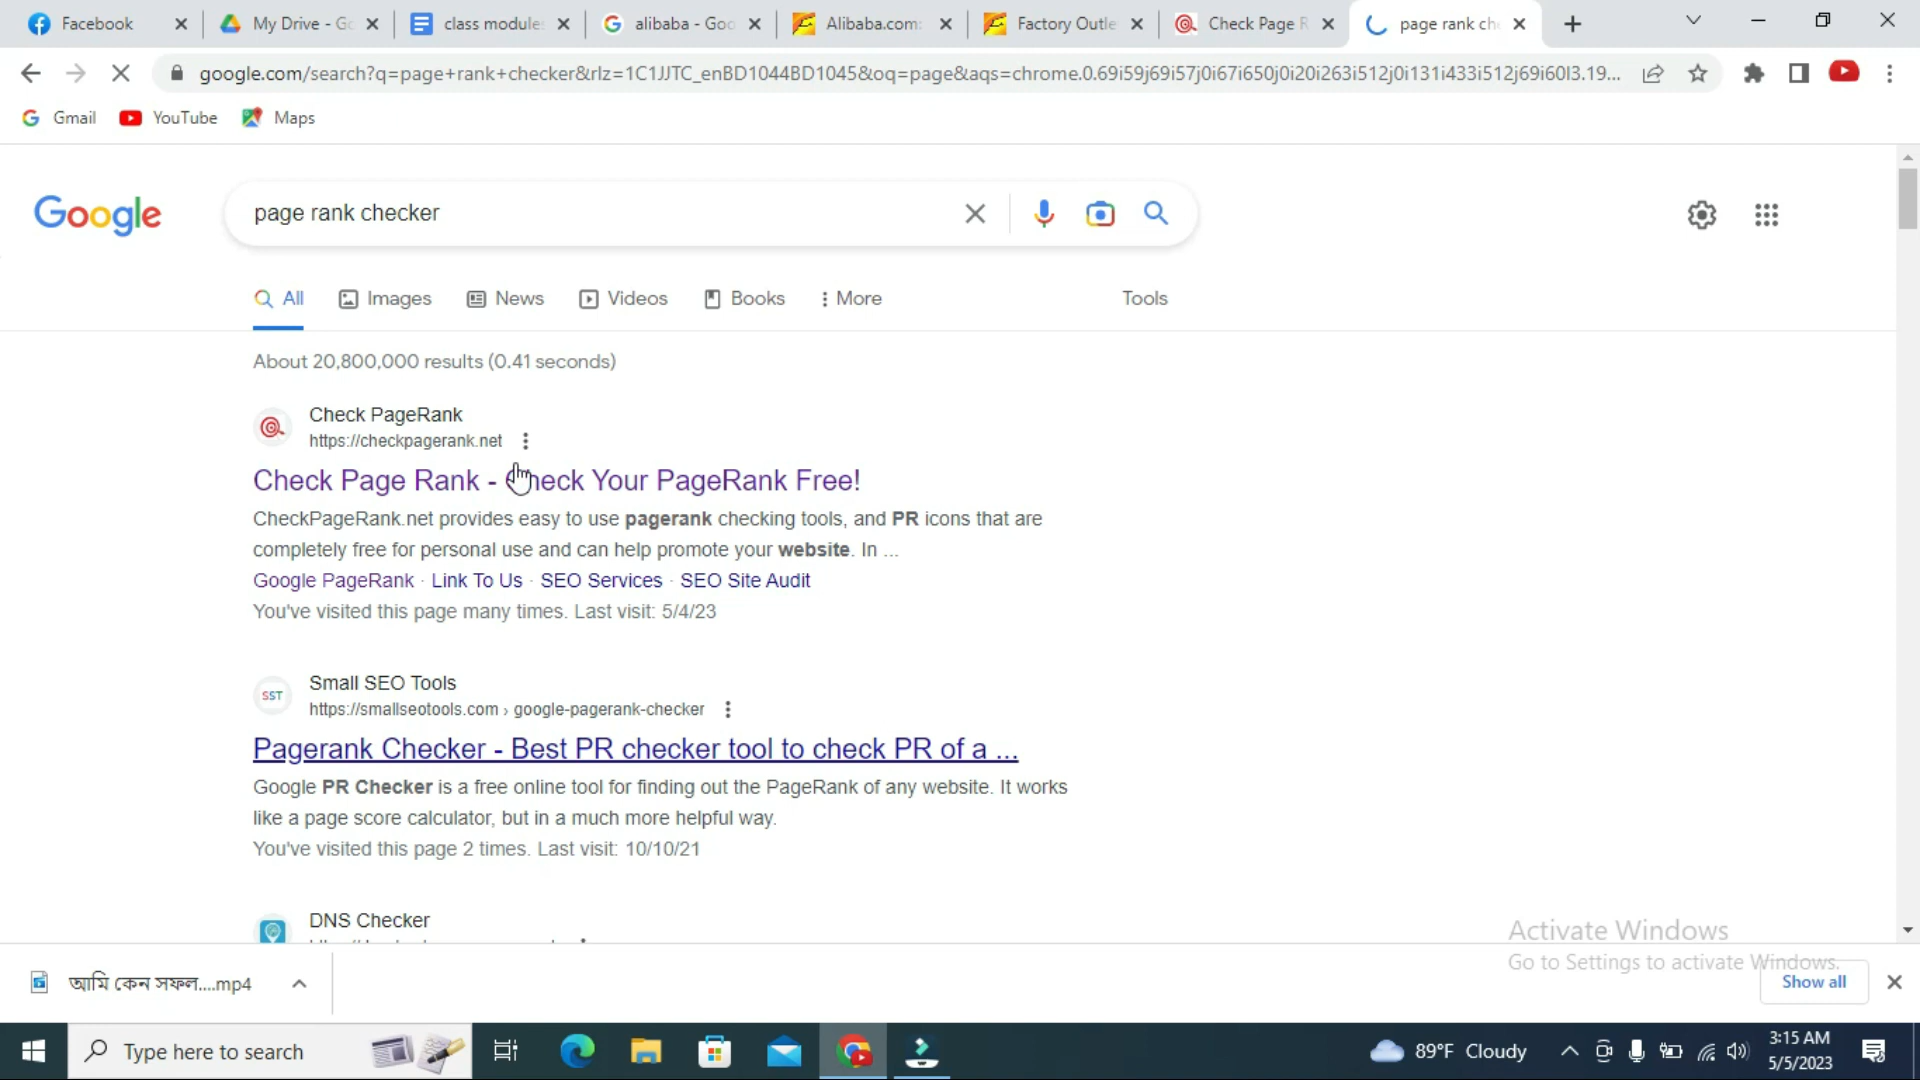 Facebook
My Drive - Go
class module
alibaba - Goo
Alibaba.com:
Factory Outle
Check Page R
page rank che
google.com/search?q=page+rank+checker&rlz=1C1JJTC_enBD1044BD1045&oq=page&aqs=chrome.0.69i59j69i57j0i67i650j0i20i263i512j0i131i433i512j69i60l3.19...
Gmail
YouTube
Maps
Google
page rank checker
All
Images
News
Videos
Books
More
Tools
About 20,800,000 results (0.41 seconds)
Check PageRank
https://checkpagerank.net
Check Page Rank - Check Your PageRank Free!
CheckPageRank.net provides easy to use pagerank checking tools, and PR icons that are
completely free for personal use and can help promote your website. In ...
Google PageRank · Link To Us · SEO Services · SEO Site Audit
You've visited this page many times. Last visit: 5/4/23
SST
Small SEO Tools
https://smallseotools.com › google-pagerank-checker
Pagerank Checker - Best PR checker tool to check PR of a ...
Google PR Checker is a free online tool for finding out the PageRank of any website. It works
like a page score calculator, but in a much more helpful way.
You've visited this page 2 times. Last visit: 10/10/21
DNS Checker
Activate Windows
Go to Settings to activate Windows.
আমি কেন সফল....mp4
Show all
Type here to search
89°F Cloudy
3:15 AM
5/5/2023